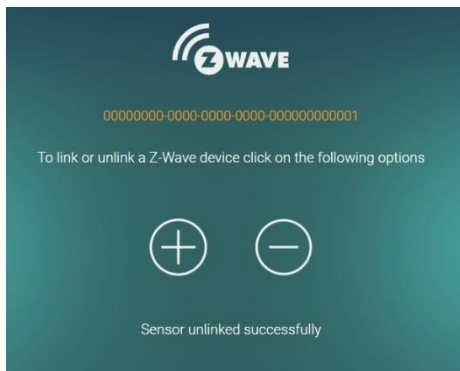 Z WAVE
00000000-0000-0000-0000-000000000001
To link or unlink a Z-Wave device click on the following options
Sensor unlinked successfully